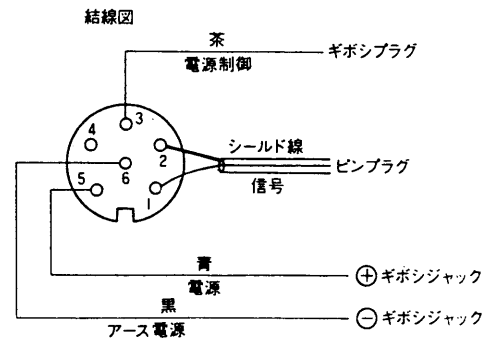 結線図
茶
電源制御
ギボシプラグ
3
4
2
6
5
1
シールド線
信号
ピンプラグ
青
電源
⊕ギボシジャック
黒
アース電源
⊖ギボシジャック